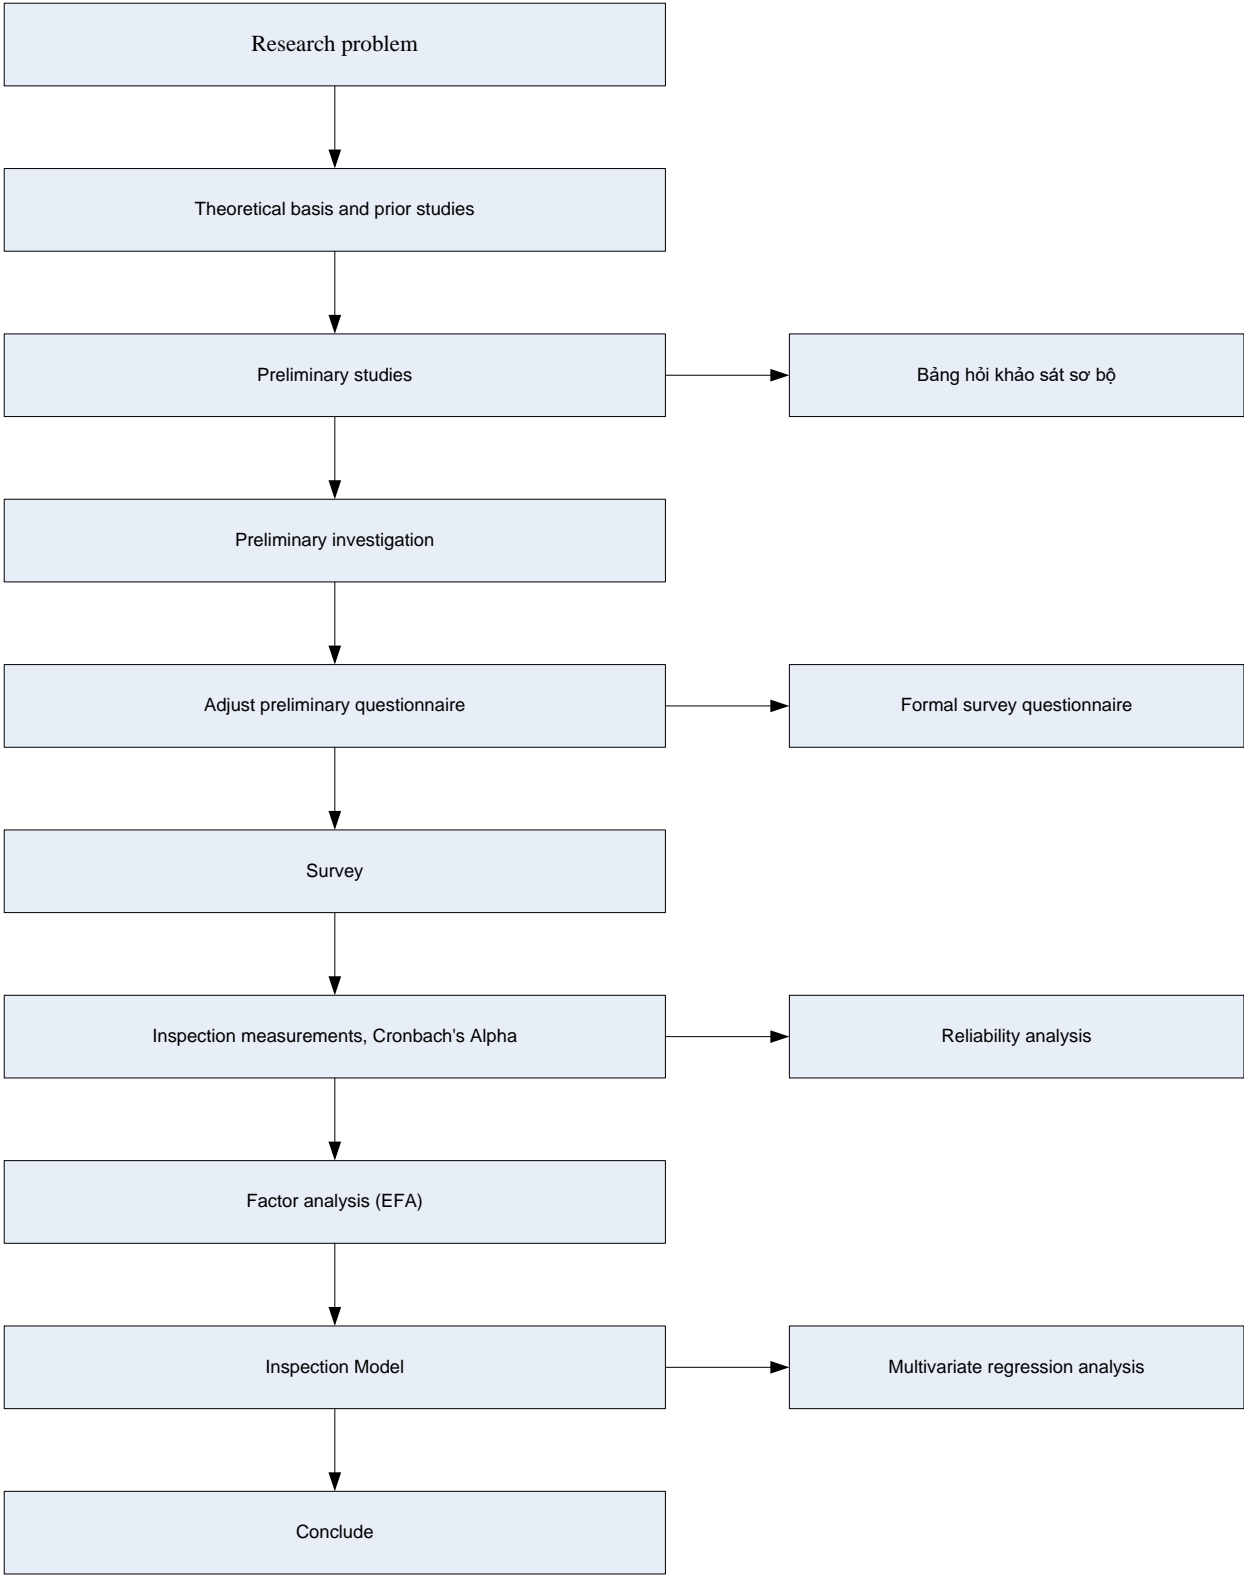 Research problem
Theoretical basis and prior studies
Preliminary studies
Bảng hỏi khảo sát sơ bộ
Preliminary investigation
Adjust preliminary questionnaire
Formal survey questionnaire
Survey
Inspection measurements, Cronbach's Alpha
Reliability analysis
Factor analysis (EFA)
Inspection Model
Multivariate regression analysis
Conclude